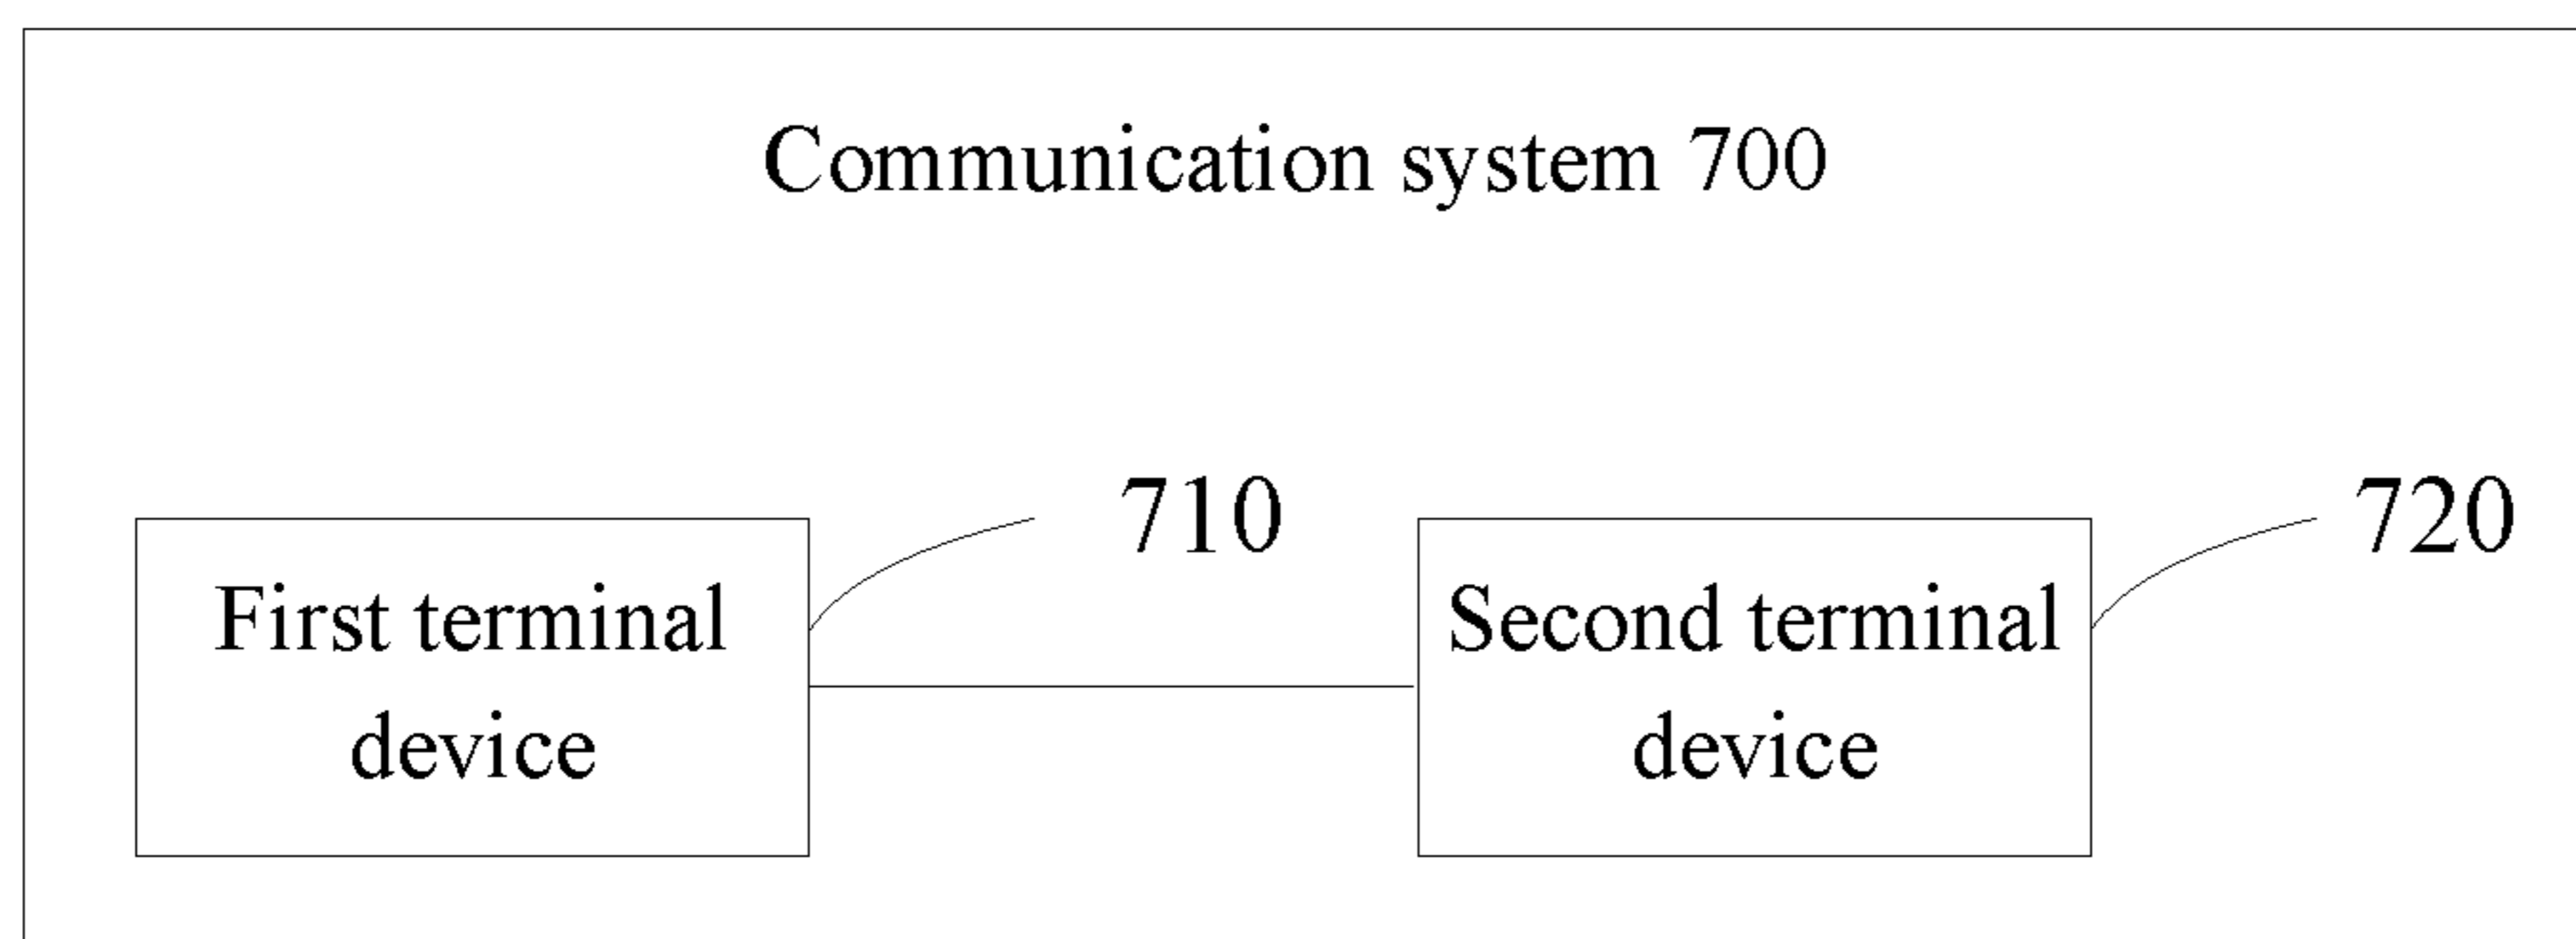 Communication system 700
710
720
First terminal
device
Second terminal
device